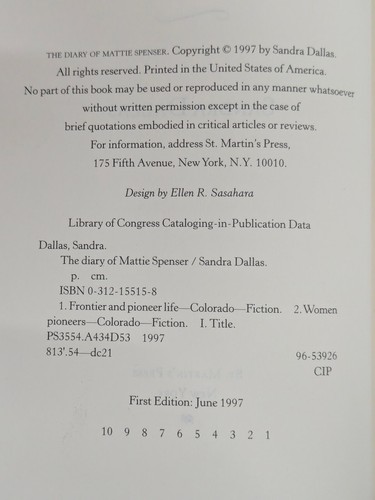 THE DIARY OF MATTIE SPENSER. Copyright © 1997 by Sandra Dallas.
All rights reserved. Printed in the United States of America.
No part of this book may be used or reproduced in any manner whatsoever
without written permission except in the case of
brief quotations embodied in critical articles or reviews.
For information, address St. Martin's Press,
175 Fifth Avenue, New York, N.Y. 10010.
Design by Ellen R. Sasahara
Library of Congress Cataloging-in-Publication Data
Dallas, Sandra.
The diary of Mattie Spenser / Sandra Dallas.
p. cm.
ISBN 0-312-15515-8
1. Frontier and pioneer life—Colorado—Fiction. 2. Women
pioneers—Colorado—Fiction. I. Title.
PS3554.A434D53 1997
813'.54—dc21 96-53926
CIP
First Edition: June 1997
10 9 8 7 6 5 4 3 2 1